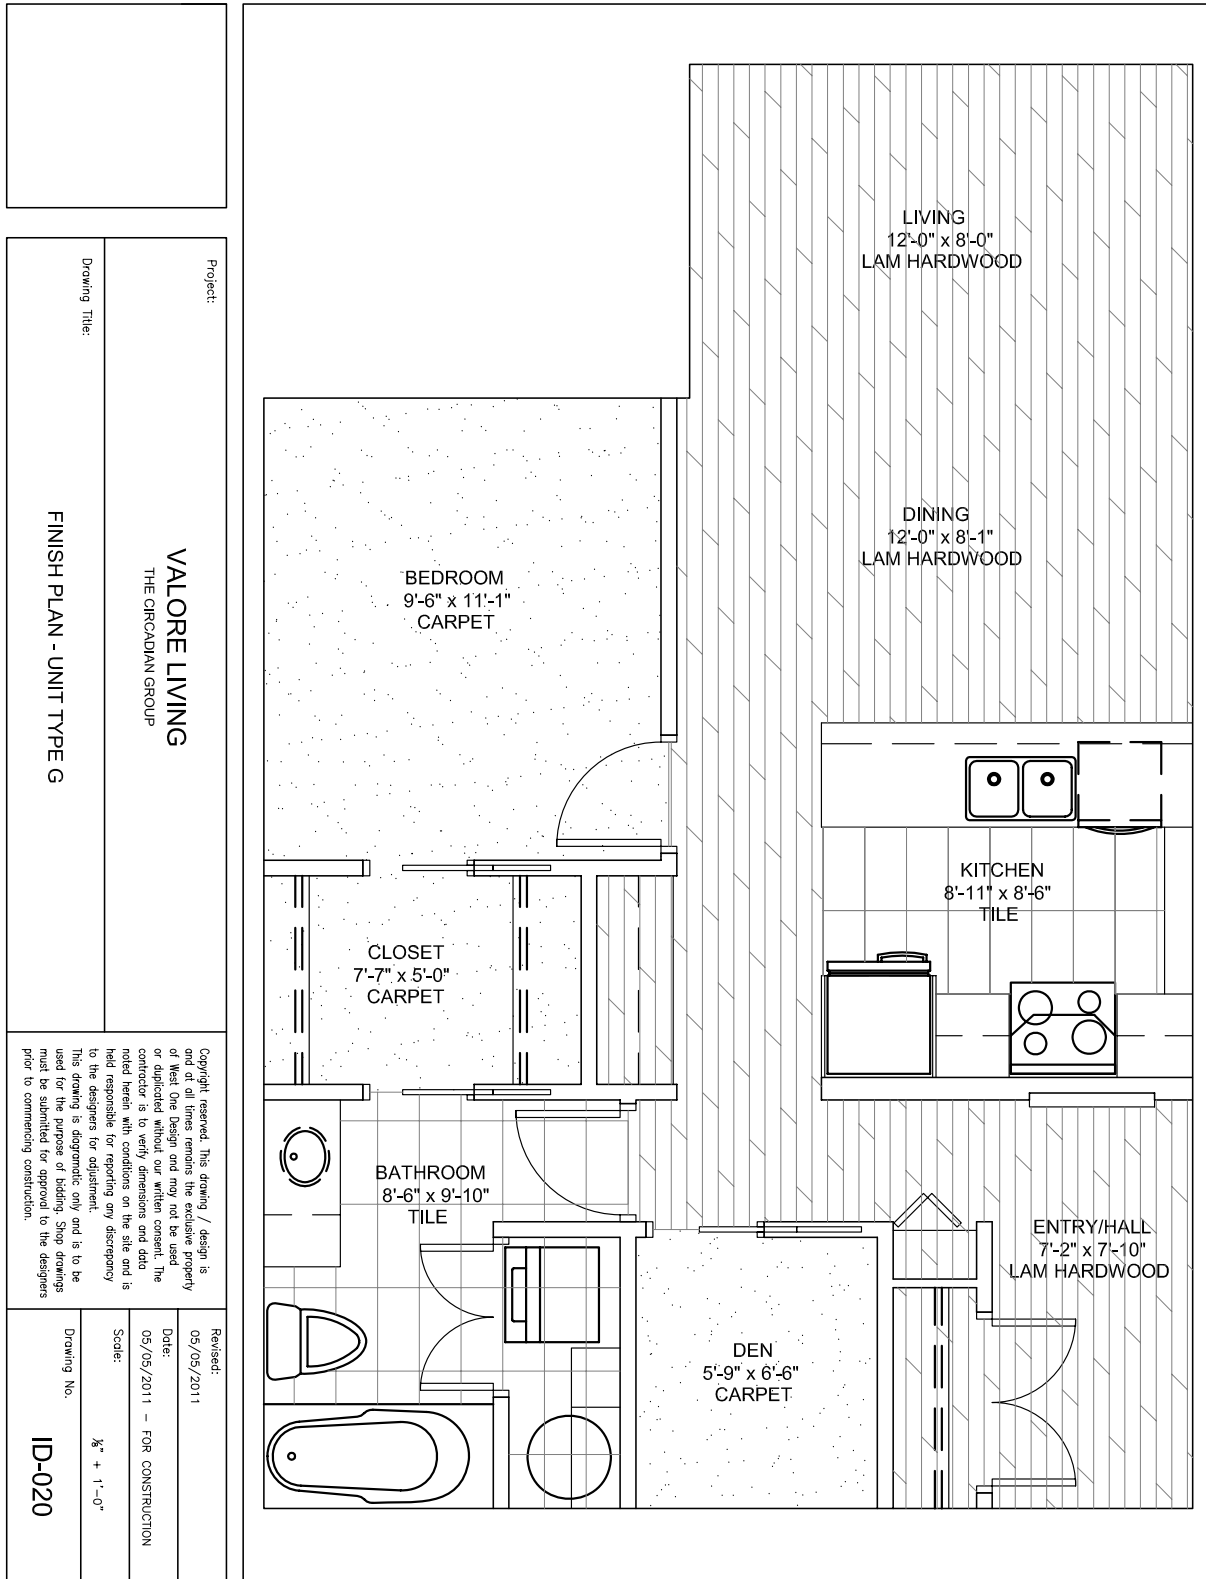 LIVING
12'-0" x 8'-0"
LAM HARDWOOD
DINING
12'-0" x 8'-1"
LAM HARDWOOD
BEDROOM
9'-6" x 11'-1"
CARPET
KITCHEN
8'-11" x 8'-6"
TILE
CLOSET
7'-7" x 5'-0"
CARPET
BATHROOM
8'-6" x 9'-10"
TILE
ENTRY/HALL
7'-2" x 7'-10"
LAM HARDWOOD
DEN
5'-9" x 6'-6"
CARPET
Project:
VALORE LIVING
THE CIRCADIAN GROUP
Drawing Title:
FINISH PLAN - UNIT TYPE G
Copyright reserved. This drawing / design is
and at all times remains the exclusive property
of West One Design and may not be used
or duplicated without our written consent. The
contractor is to verify dimensions and data
noted herein with conditions on the site and is
held responsible for reporting any discrepancy
to the designers for adjustment.
This drawing is diagramatic only and is to be
used for the purpose of bidding. Shop drawings
must be submitted for approval to the designers
prior to commencing construction.
Revised:
05/05/2011
Date:
05/05/2011 - FOR CONSTRUCTION
Scale:
⅛" + 1'-0"
Drawing No.
ID-020